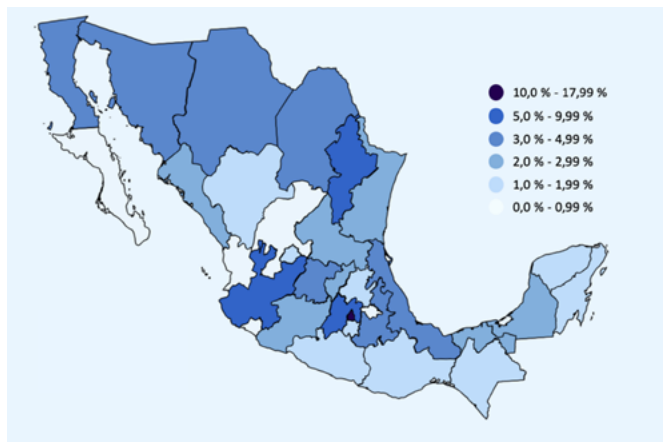 10,0 % - 17,99 %
5,0 % - 9,99 %
3,0 % - 4,99 %
2,0 % - 2,99 %
1,0 % - 1,99 %
0,0 % - 0,99 %